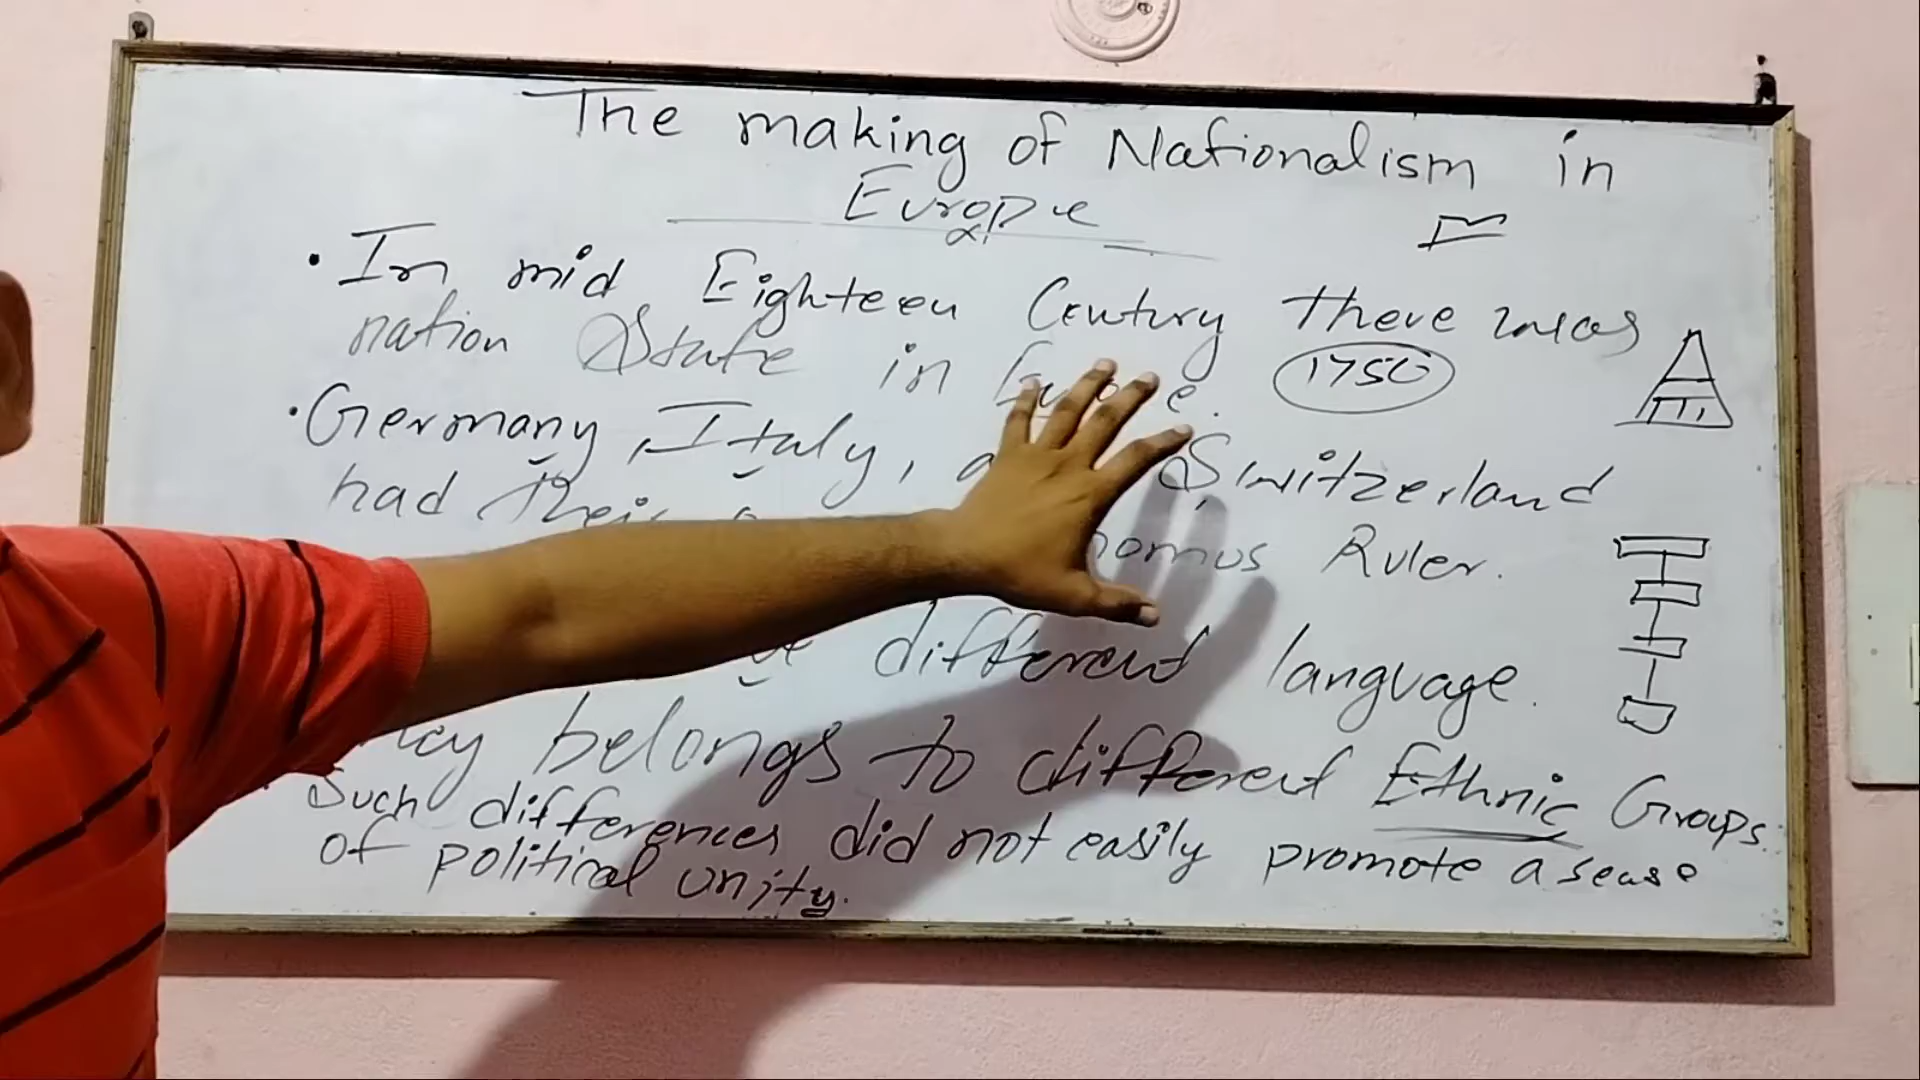 The making of Nationalism in
Europe
• In mid Eighteen Century there was
nation State in Europe. 1750
• Germany, Italy, Switzerland
had their Ruler.
different language.
belongs to different Ethnic Groups.
Such differences did not easily promote a sense
of political unity.